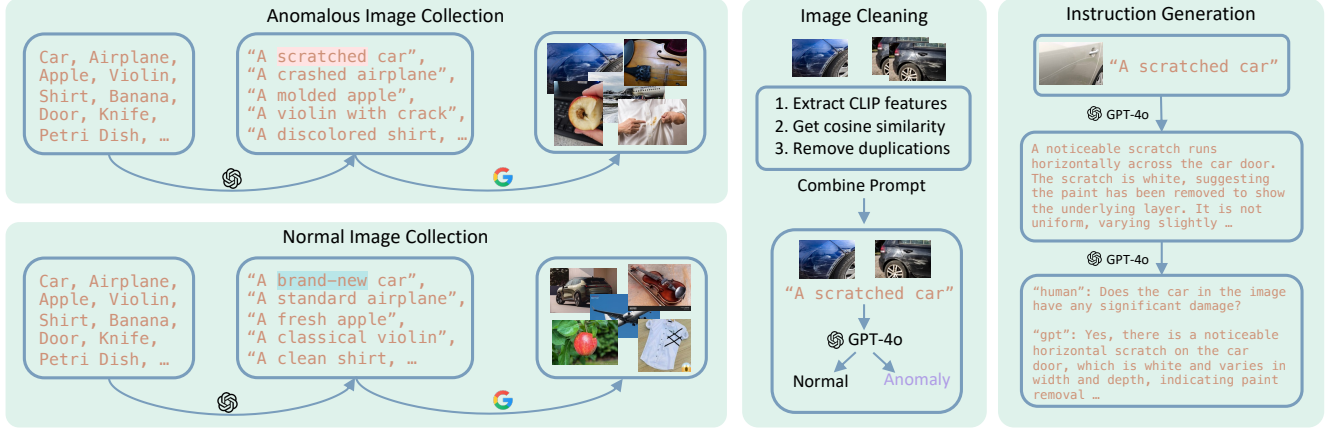 Anomalous Image Collection
Car, Airplane,
Apple, Violin,
Shirt, Banana,
Door, Knife,
Petri Dish, …
“A scratched car”,
“A crashed airplane”,
“A molded apple”,
“A violin with crack”,
“A discolored shirt, …
Normal Image Collection
Car, Airplane,
Apple, Violin,
Shirt, Banana,
Door, Knife,
Petri Dish, …
“A brand-new car”,
“A standard airplane”,
“A fresh apple”,
“A classical violin”,
“A clean shirt, …
Image Cleaning
1. Extract CLIP features
2. Get cosine similarity
3. Remove duplications
Combine Prompt
“A scratched car”
GPT-4o
Normal
Anomaly
Instruction Generation
“A scratched car”
GPT-4o
A noticeable scratch runs
horizontally across the car door.
The scratch is white, suggesting
the paint has been removed to show
the underlying layer. It is not
uniform, varying slightly …
GPT-4o
“human”: Does the car in the image
have any significant damage?
“gpt”: Yes, there is a noticeable
horizontal scratch on the car
door, which is white and varies in
width and depth, indicating paint
removal …